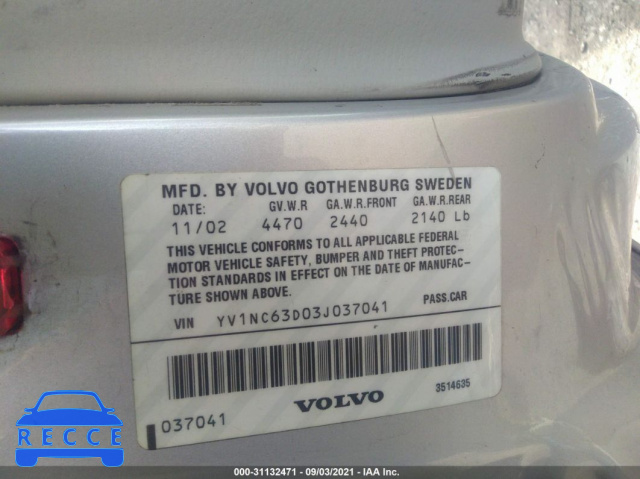 MFD. BY VOLVO GOTHENBURG SWEDEN
DATE: GV.W.R GA.W.R.FRONT GA.W.R.REAR
11/02 4470 2440 2140 Lb
THIS VEHICLE CONFORMS TO ALL APPLICABLE FEDERAL
MOTOR VEHICLE SAFETY, BUMPER AND THEFT PROTEC-
TION STANDARDS IN EFFECT ON THE DATE OF MANUFAC-
TURE SHOWN ABOVE.
PASS.CAR
VIN YV1NC63D03J037041
3514635
037041 VOLVO
RECCE
000-31132471 - 09/03/2021 - IAA Inc.